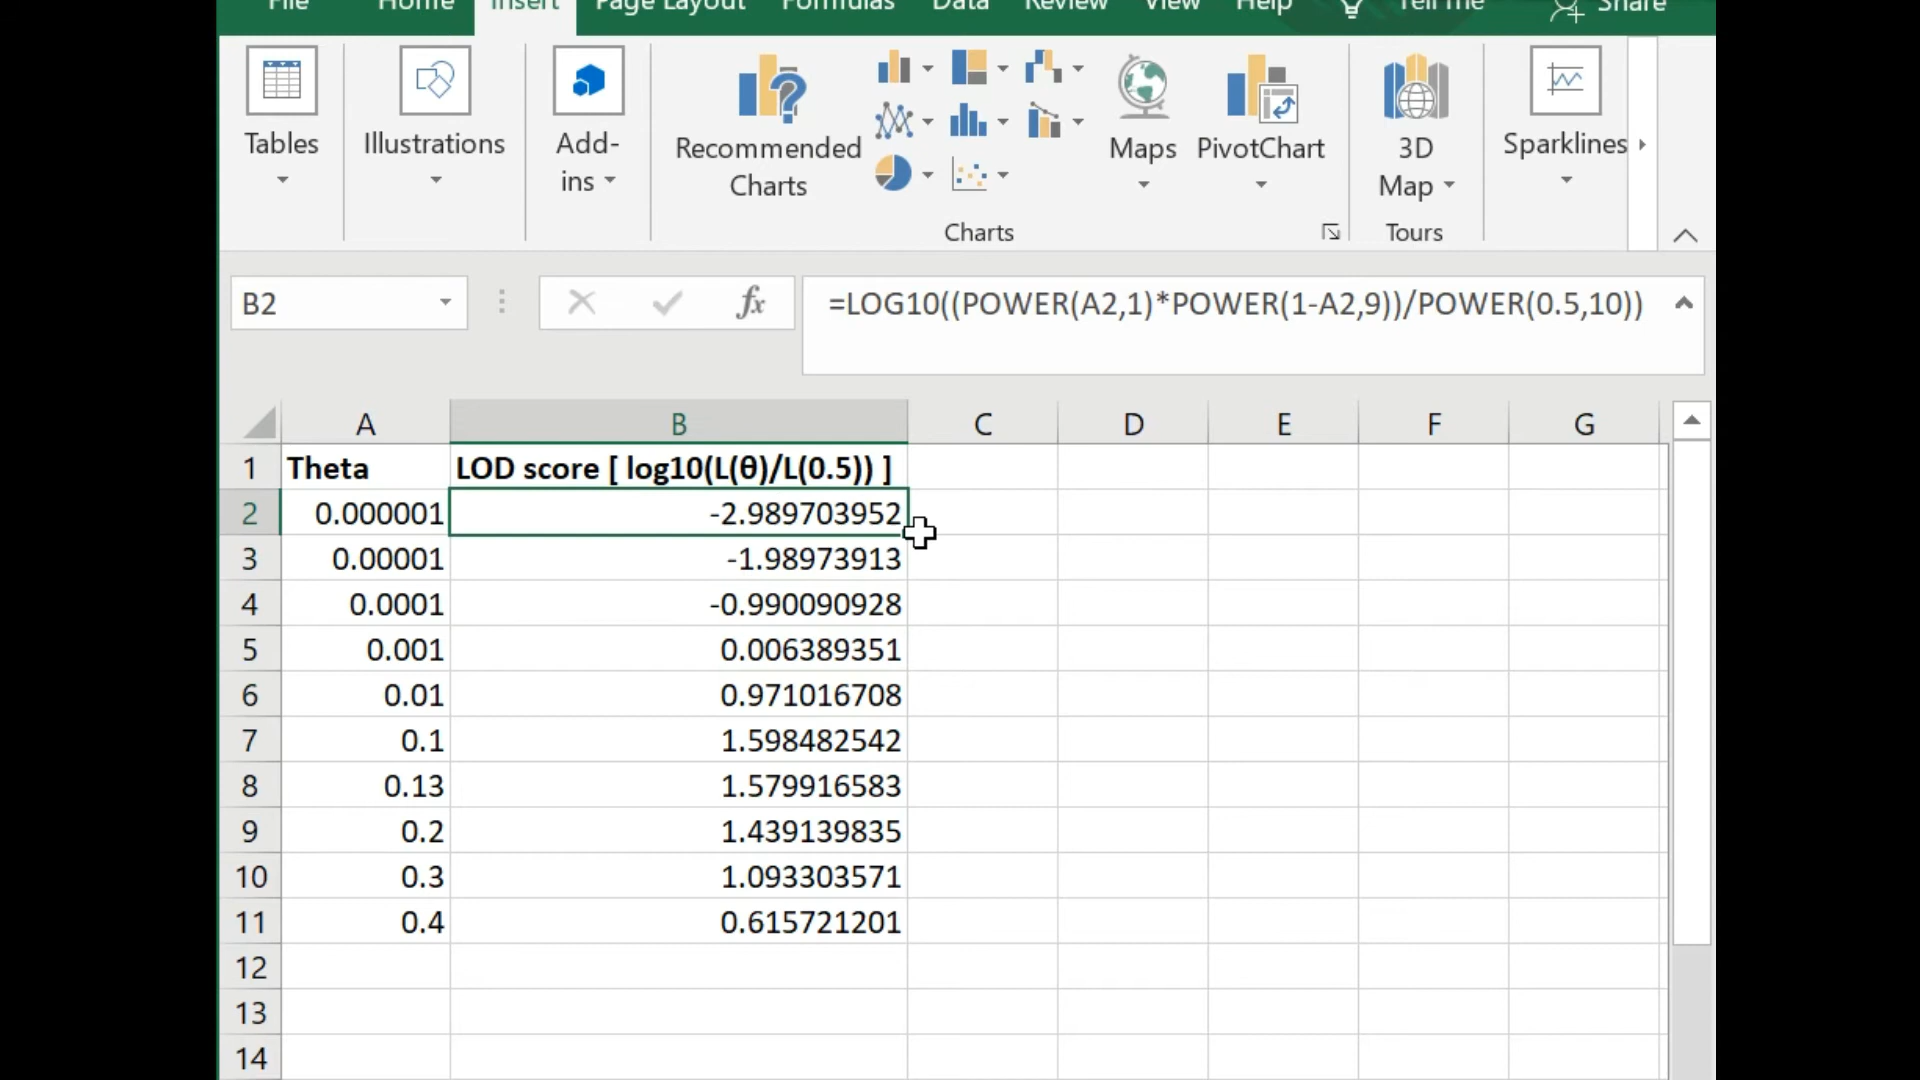 File Home Insert Page Layout Formulas Data Review View Help Tell me Share
Tables Illustrations Add-ins Recommended Charts Maps PivotChart 3D Map Sparklines
Charts Tours
B2 fx =LOG10((POWER(A2,1)*POWER(1-A2,9))/POWER(0.5,10))
A B C D E F G
1 Theta LOD score [ log10(L(θ)/L(0.5)) ]
2 0.000001 -2.989703952
3 0.00001 -1.98973913
4 0.0001 -0.990090928
5 0.001 0.006389351
6 0.01 0.971016708
7 0.1 1.598482542
8 0.13 1.579916583
9 0.2 1.439139835
10 0.3 1.093303571
11 0.4 0.615721201
12
13
14